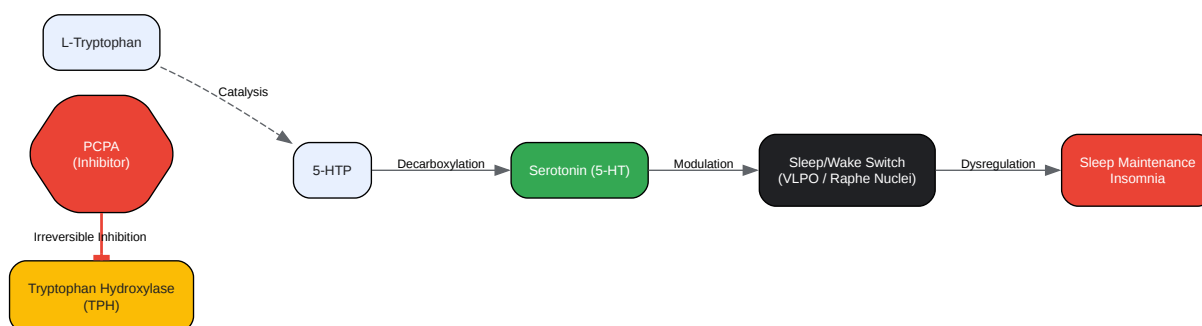 L-Tryptophan
Catalysis
PCPA
(Inhibitor)
Irreversible Inhibition
Tryptophan Hydroxylase
(TPH)
5-HTP
Decarboxylation
Serotonin (5-HT)
Modulation
Sleep/Wake Switch
(VLPO / Raphe Nuclei)
Dysregulation
Sleep Maintenance
Insomnia